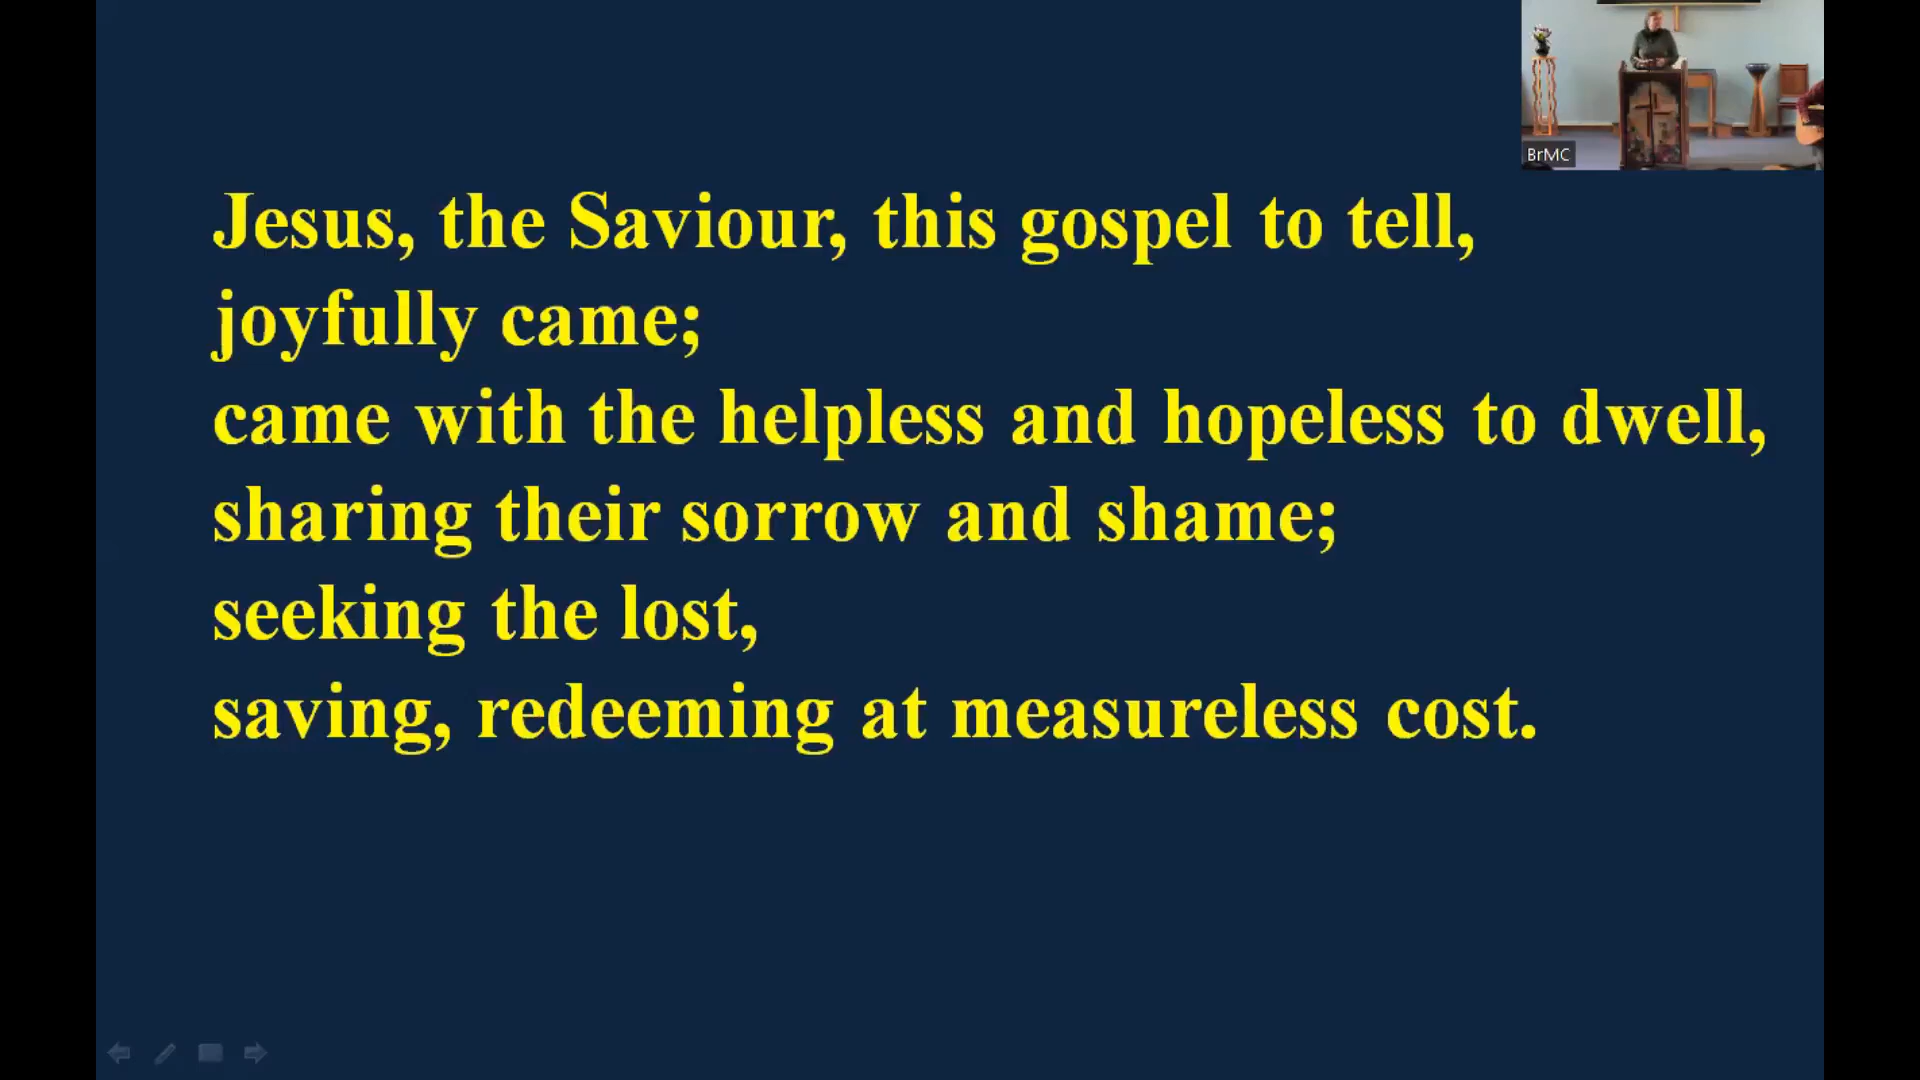 BrMC
Jesus, the Saviour, this gospel to tell,
joyfully came;
came with the helpless and hopeless to dwell,
sharing their sorrow and shame;
seeking the lost,
saving, redeeming at measureless cost.